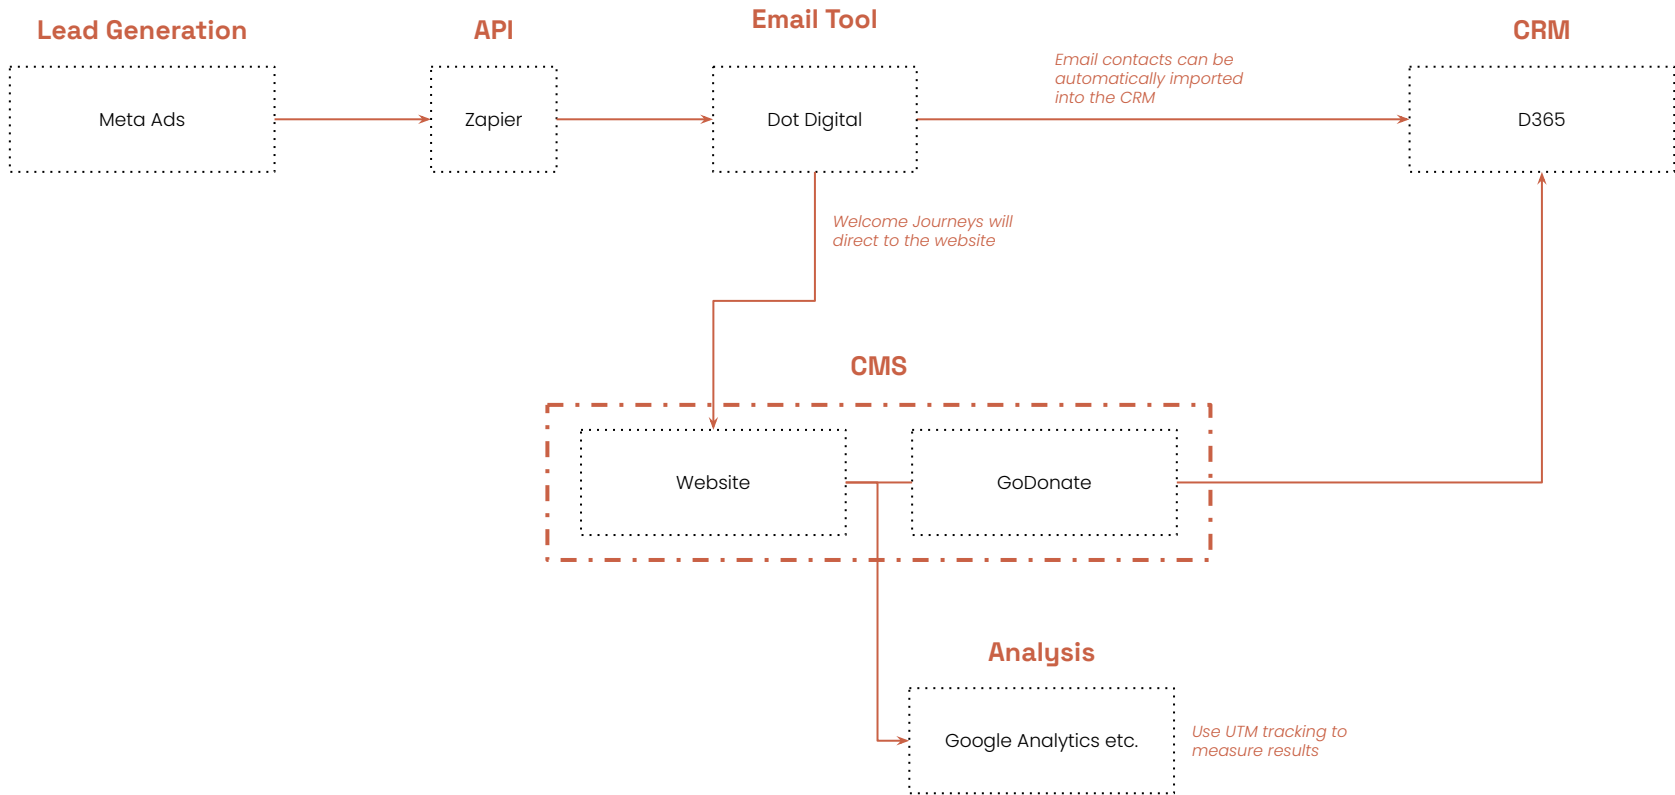 Lead Generation
API
Email Tool
CRM
Meta Ads
Zapier
Dot Digital
Email contacts can be
automatically imported
into the CRM
D365
Welcome Journeys will
direct to the website
CMS
Website
GoDonate
Analysis
Google Analytics etc.
Use UTM tracking to
measure results